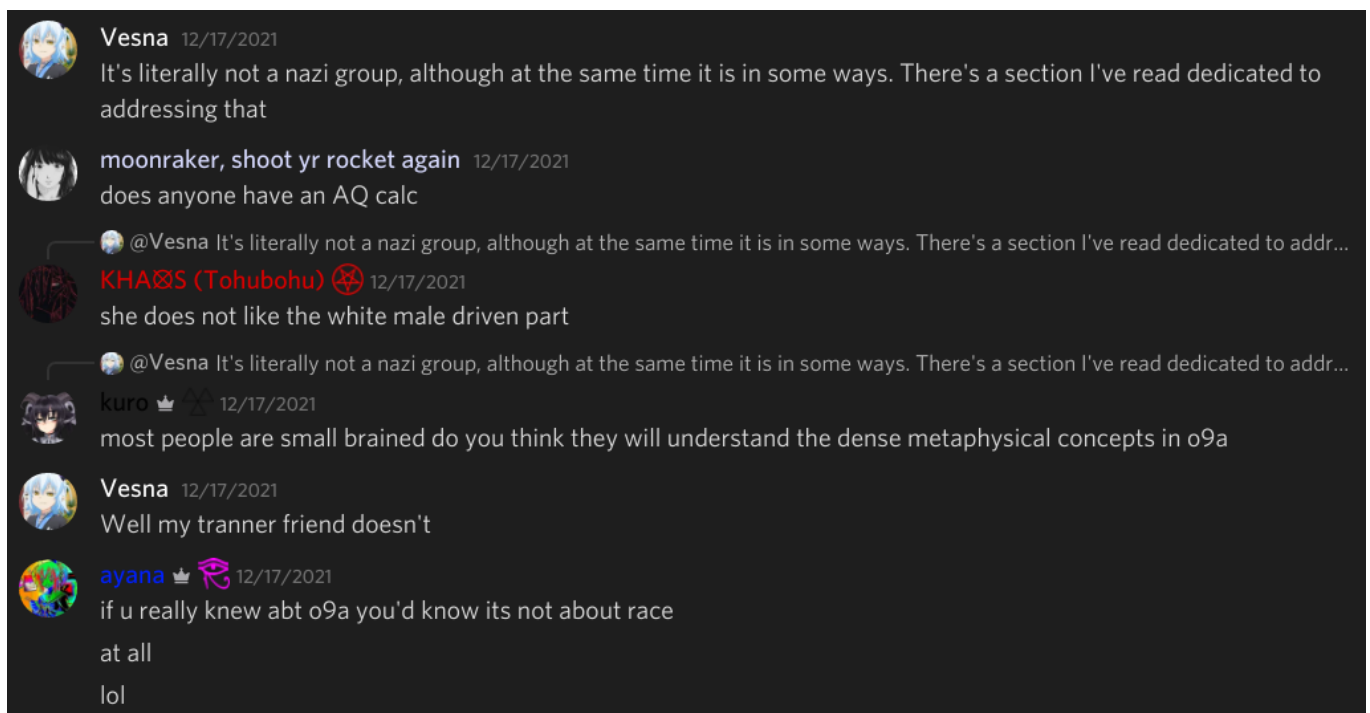 Vesna 12/17/2021
It's literally not a nazi group, although at the same time it is in some ways. There's a section I've read dedicated to
addressing that
moonraker, shoot yr rocket again 12/17/2021
does anyone have an AQ calc
@Vesna It's literally not a nazi group, although at the same time it is in some ways. There's a section I've read dedicated to addr...
KHA⊗S (Tohubohu) 12/17/2021
she does not like the white male driven part
@Vesna It's literally not a nazi group, although at the same time it is in some ways. There's a section I've read dedicated to addr...
kuro 12/17/2021
most people are small brained do you think they will understand the dense metaphysical concepts in o9a
Vesna 12/17/2021
Well my tranner friend doesn't
ayana 12/17/2021
if u really knew abt o9a you'd know its not about race
at all
lol